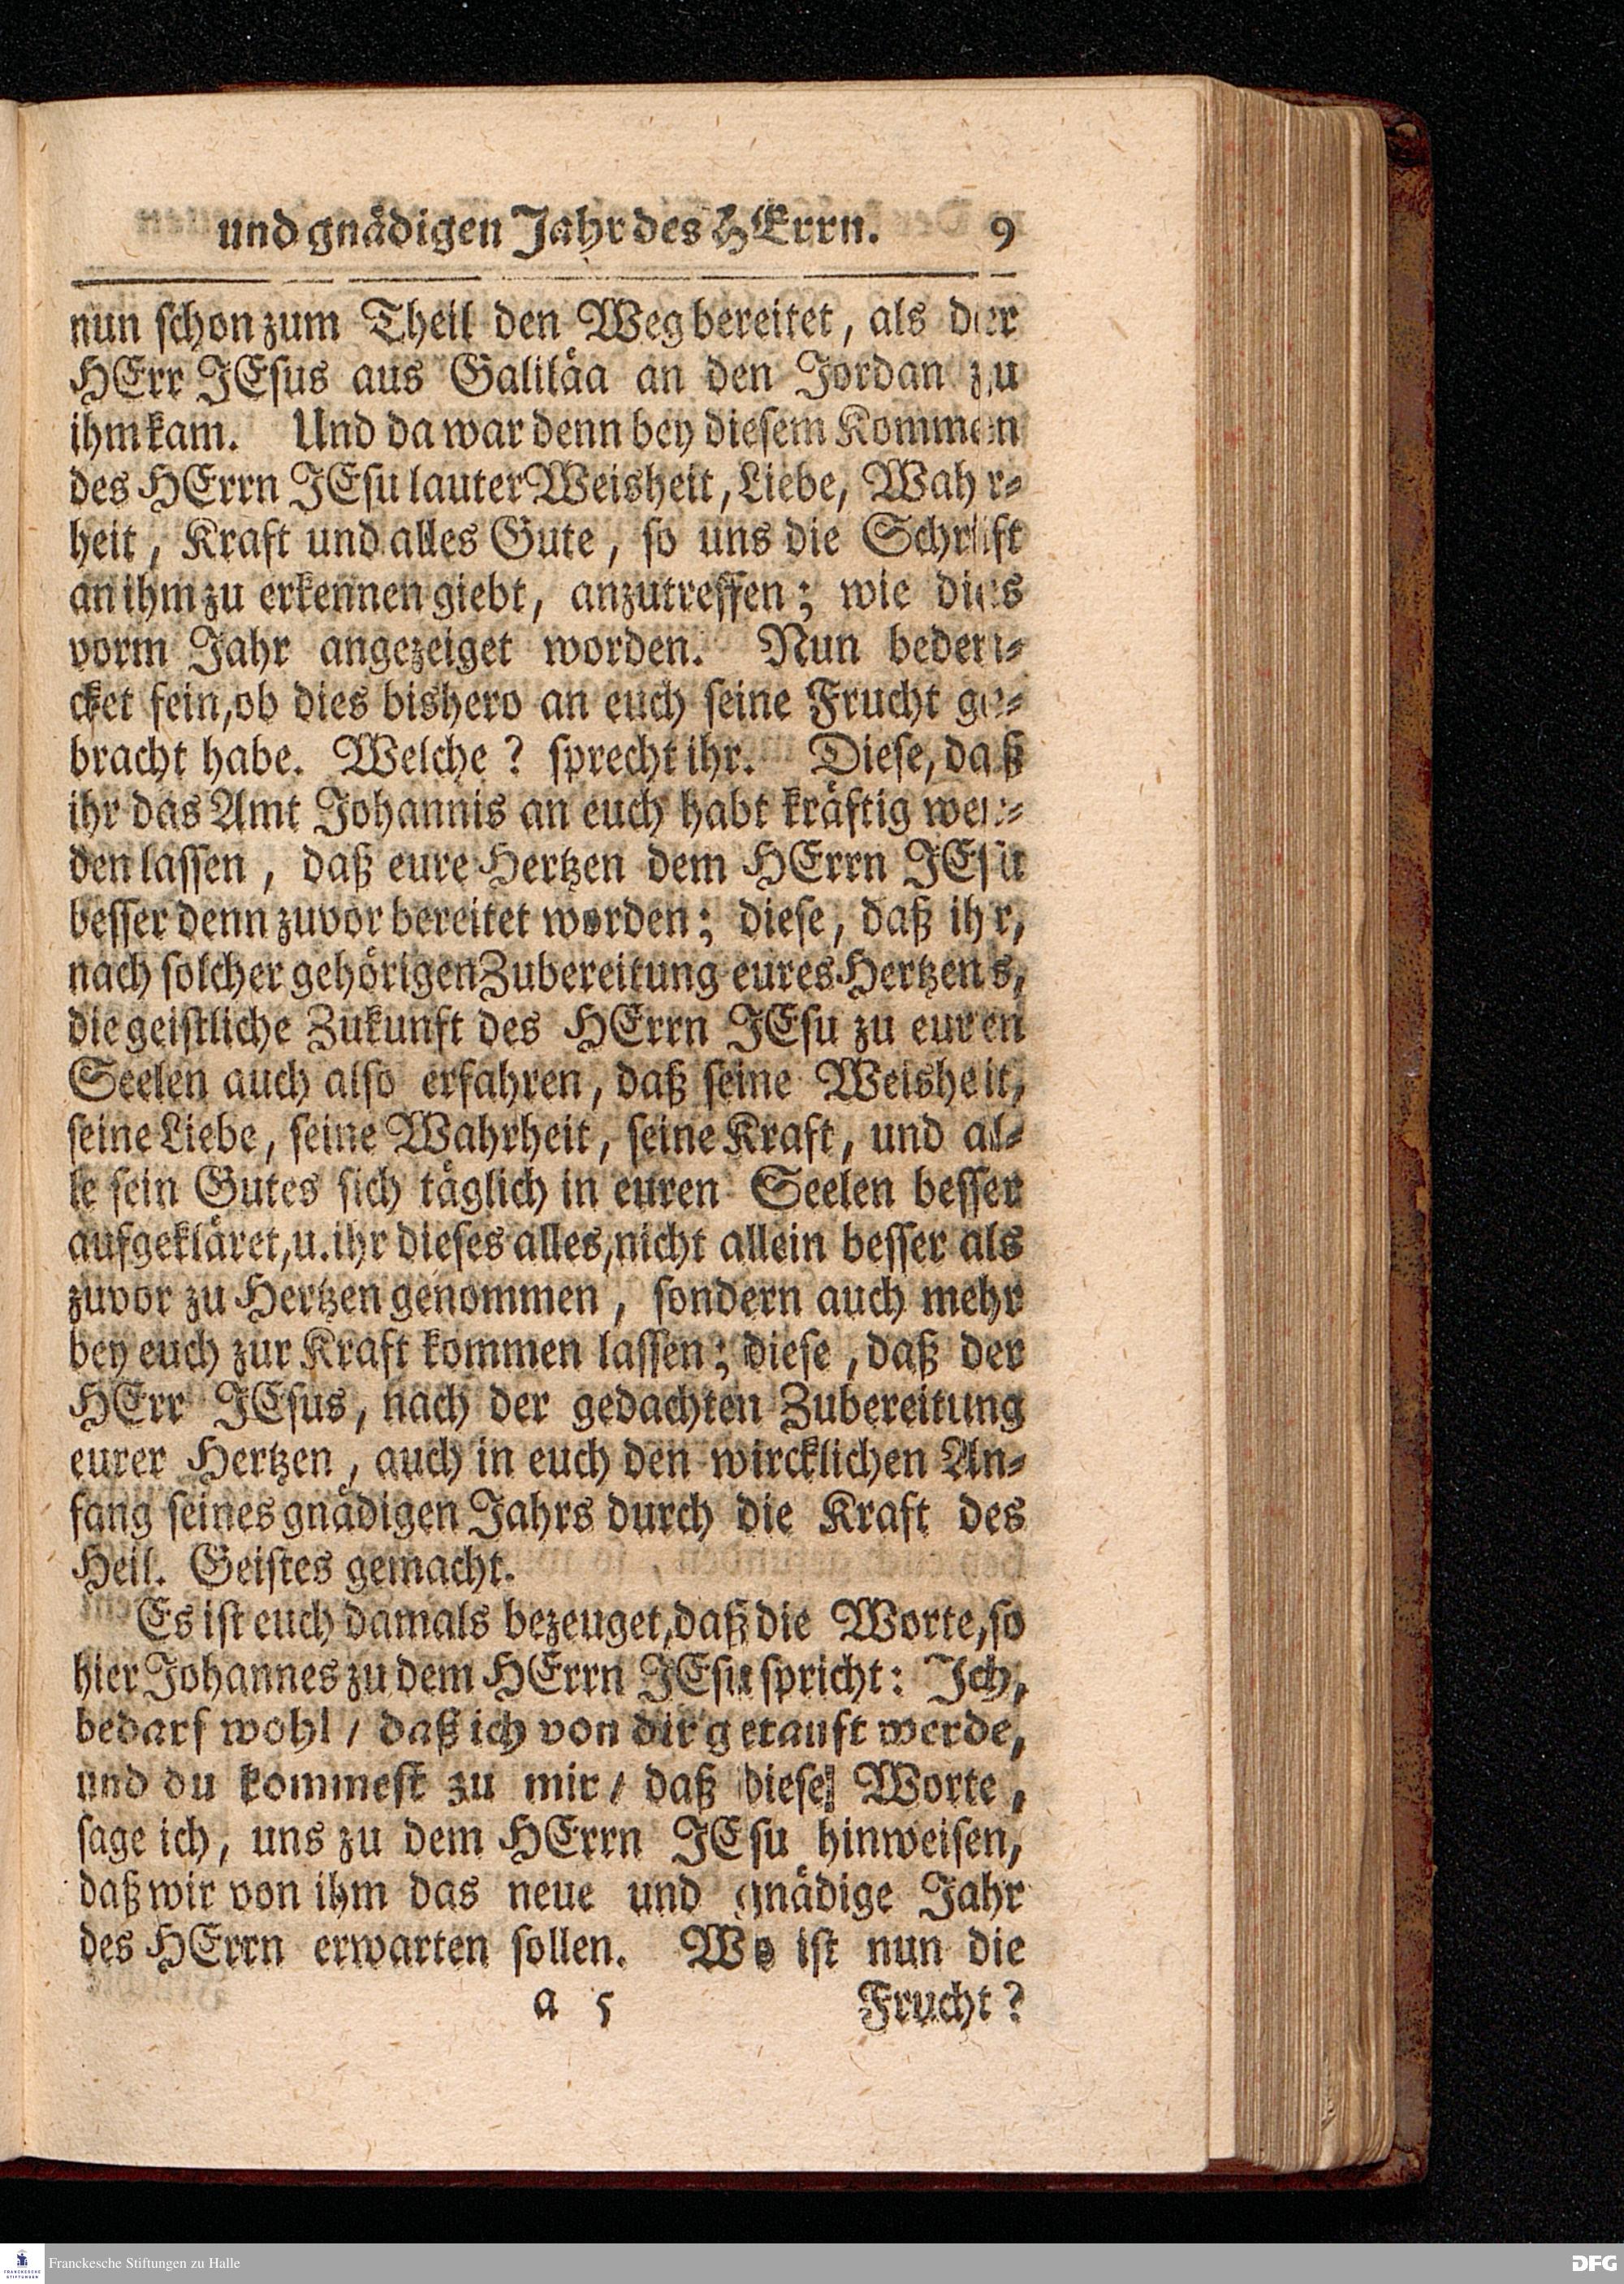 und gnådigen Jahr des HErrn. 9
nun schon zum Theil den Weg bereitet, als der
HErr JEsus aus Galilåa an den Jordan zu
ihm kam. Und da war denn bey diesem Kommen
des HErrn JEsu lauter Weisheit, Liebe, Wahr-
heit, Kraft und alles Gute, so uns die Schrift
an ihm zu erkennen giebt, anzutreffen; wie dies
vorm Jahr angezeiget worden. Nun beden-
cket fein, ob dies bishero an euch seine Frucht ge-
bracht habe. Welche? sprecht ihr. Diese, daß
ihr das Amt Johannis an euch habt kräftig wer-
den lassen, daß eure Hertzen dem HErrn JEsu
besser denn zuvor bereitet worden; diese, daß ihr,
nach solcher gehörigen Zubereitung eures Hertzens,
die geistliche Zukunft des HErrn JEsu zu euren
Seelen auch also erfahren, daß seine Weisheit,
seine Liebe, seine Wahrheit, seine Kraft, und al-
le sein Gutes sich täglich in euren Seelen besser
aufgekläret, u. ihr dieses alles, nicht allein besser als
zuvor zu Hertzen genommen, sondern auch mehr
bey euch zur Kraft kommen lassen; diese, daß der
HErr JEsus, nach der gedachten Zubereitung
eurer Hertzen, auch in euch den wircklichen An-
fang seines gnädigen Jahrs durch die Kraft des
Heil. Geistes gemacht.
Es ist euch damals bezeuget, daß die Worte, so
hier Johannes zu dem HErrn JEsu spricht: Ich,
bedarf wohl / daß ich von dir getauft werde,
und du kommest zu mir / daß diese Worte,
sage ich, uns zu dem HErrn JEsu hinweisen,
daß wir von ihm das neue und gnädige Jahr
des HErrn erwarten sollen. Wo ist nun die
a 5 Frucht?
FRANCKESCHE STIFTUNGEN
Franckesche Stiftungen zu Halle
DFG